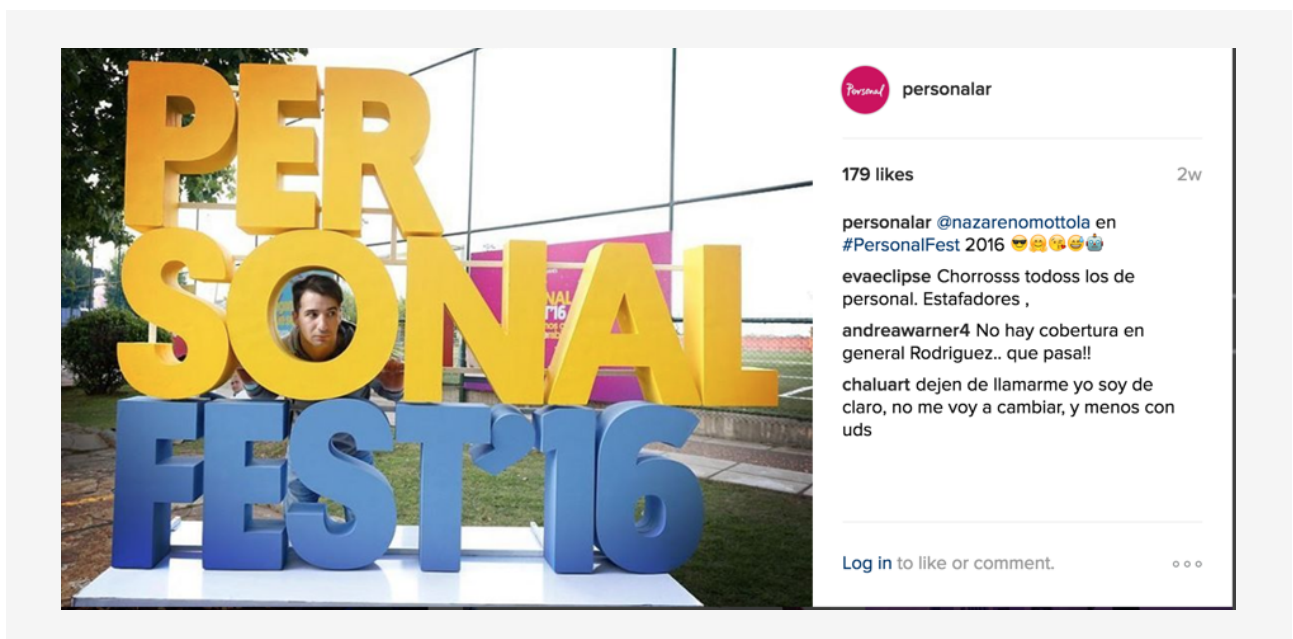 PER
SONAL
FEST'16
Personal
personalar
179 likes
2w
personalar @nazarenomottola en
#PersonalFest 2016 😎🤗😘😅🤖
evaeclipse Chorrosss todoss los de
personal. Estafadores ,
andreawarner4 No hay cobertura en
general Rodriguez.. que pasa!!
chaluart dejen de llamarme yo soy de
claro, no me voy a cambiar, y menos con
uds
Log in to like or comment.